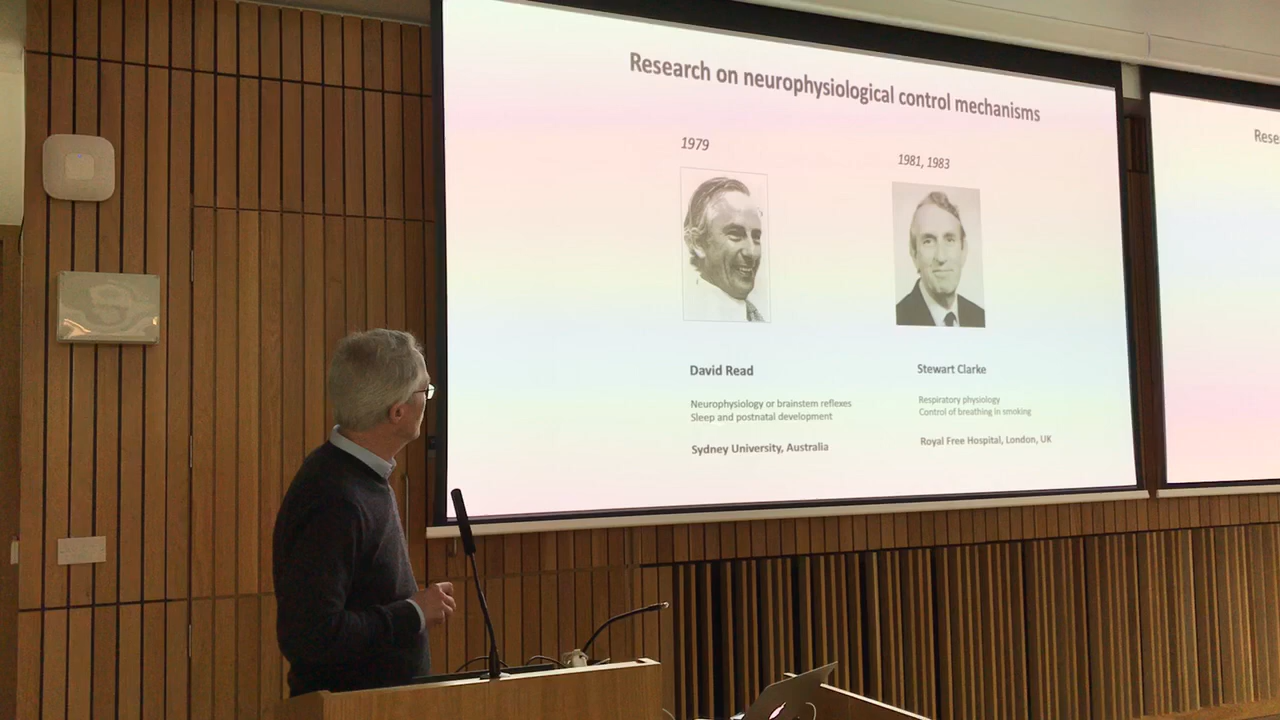 Research on neurophysiological control mechanisms
1979
1981, 1983
David Read
Neurophysiology or brainstem reflexes
Sleep and postnatal development
Sydney University, Australia
Stewart Clarke
Respiratory physiology
Control of breathing in smoking
Royal Free Hospital, London, UK
Rese